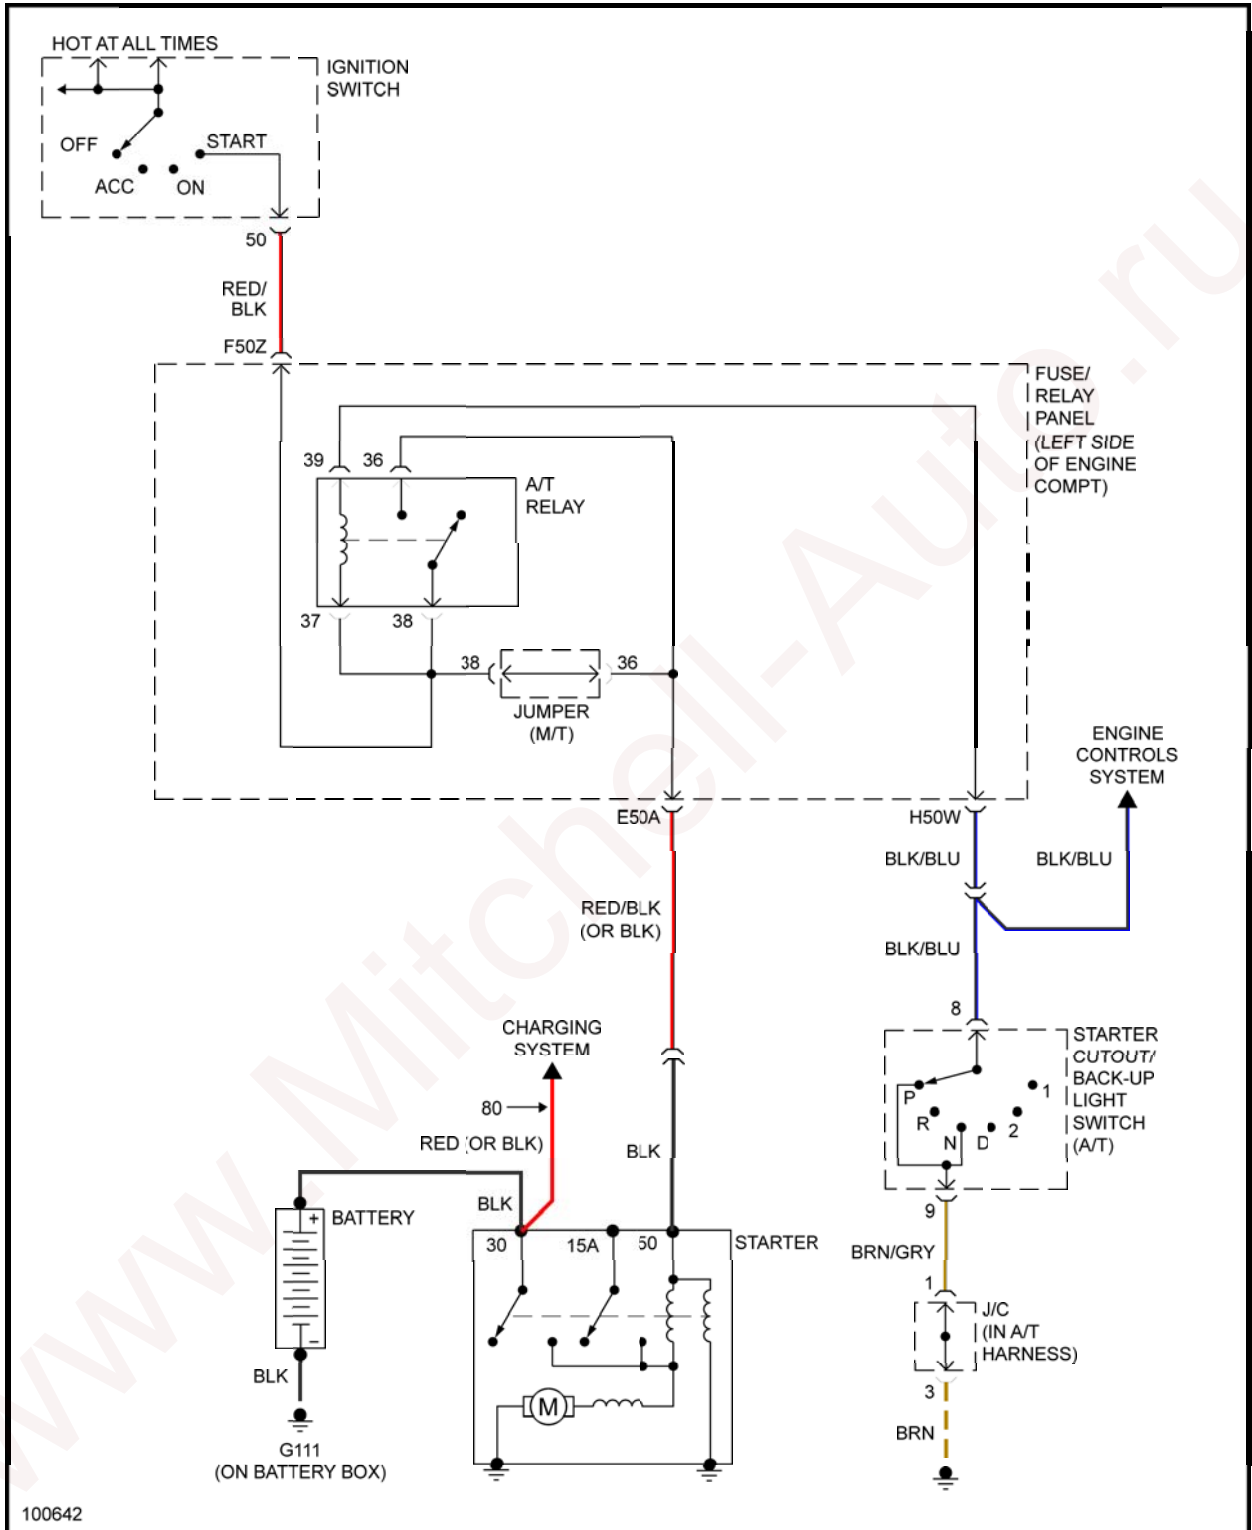 HOT AT ALL TIMES
IGNITION
SWITCH
OFF
START
ACC
ON
50
RED/
BLK
F50Z
FUSE/
RELAY
PANEL
(LEFT SIDE
OF ENGINE
COMPT)
39
36
A/T
RELAY
37
38
38
36
JUMPER
(M/T)
ENGINE
CONTROLS
SYSTEM
E50A
H50W
BLK/BLU
BLK/BLU
RED/BLK
(OR BLK)
BLK/BLU
8
CHARGING
SYSTEM
STARTER
CUTOUT/
BACK-UP
LIGHT
SWITCH
(A/T)
P
R
N
D
2
1
80
RED (OR BLK)
BLK
BLK
+
BATTERY
30
15A
50
STARTER
9
BRN/GRY
1
J/C
(IN A/T
HARNESS)
−
BLK
M
3
BRN
G111
(ON BATTERY BOX)
100642
www.Mitchell-Auto.ru